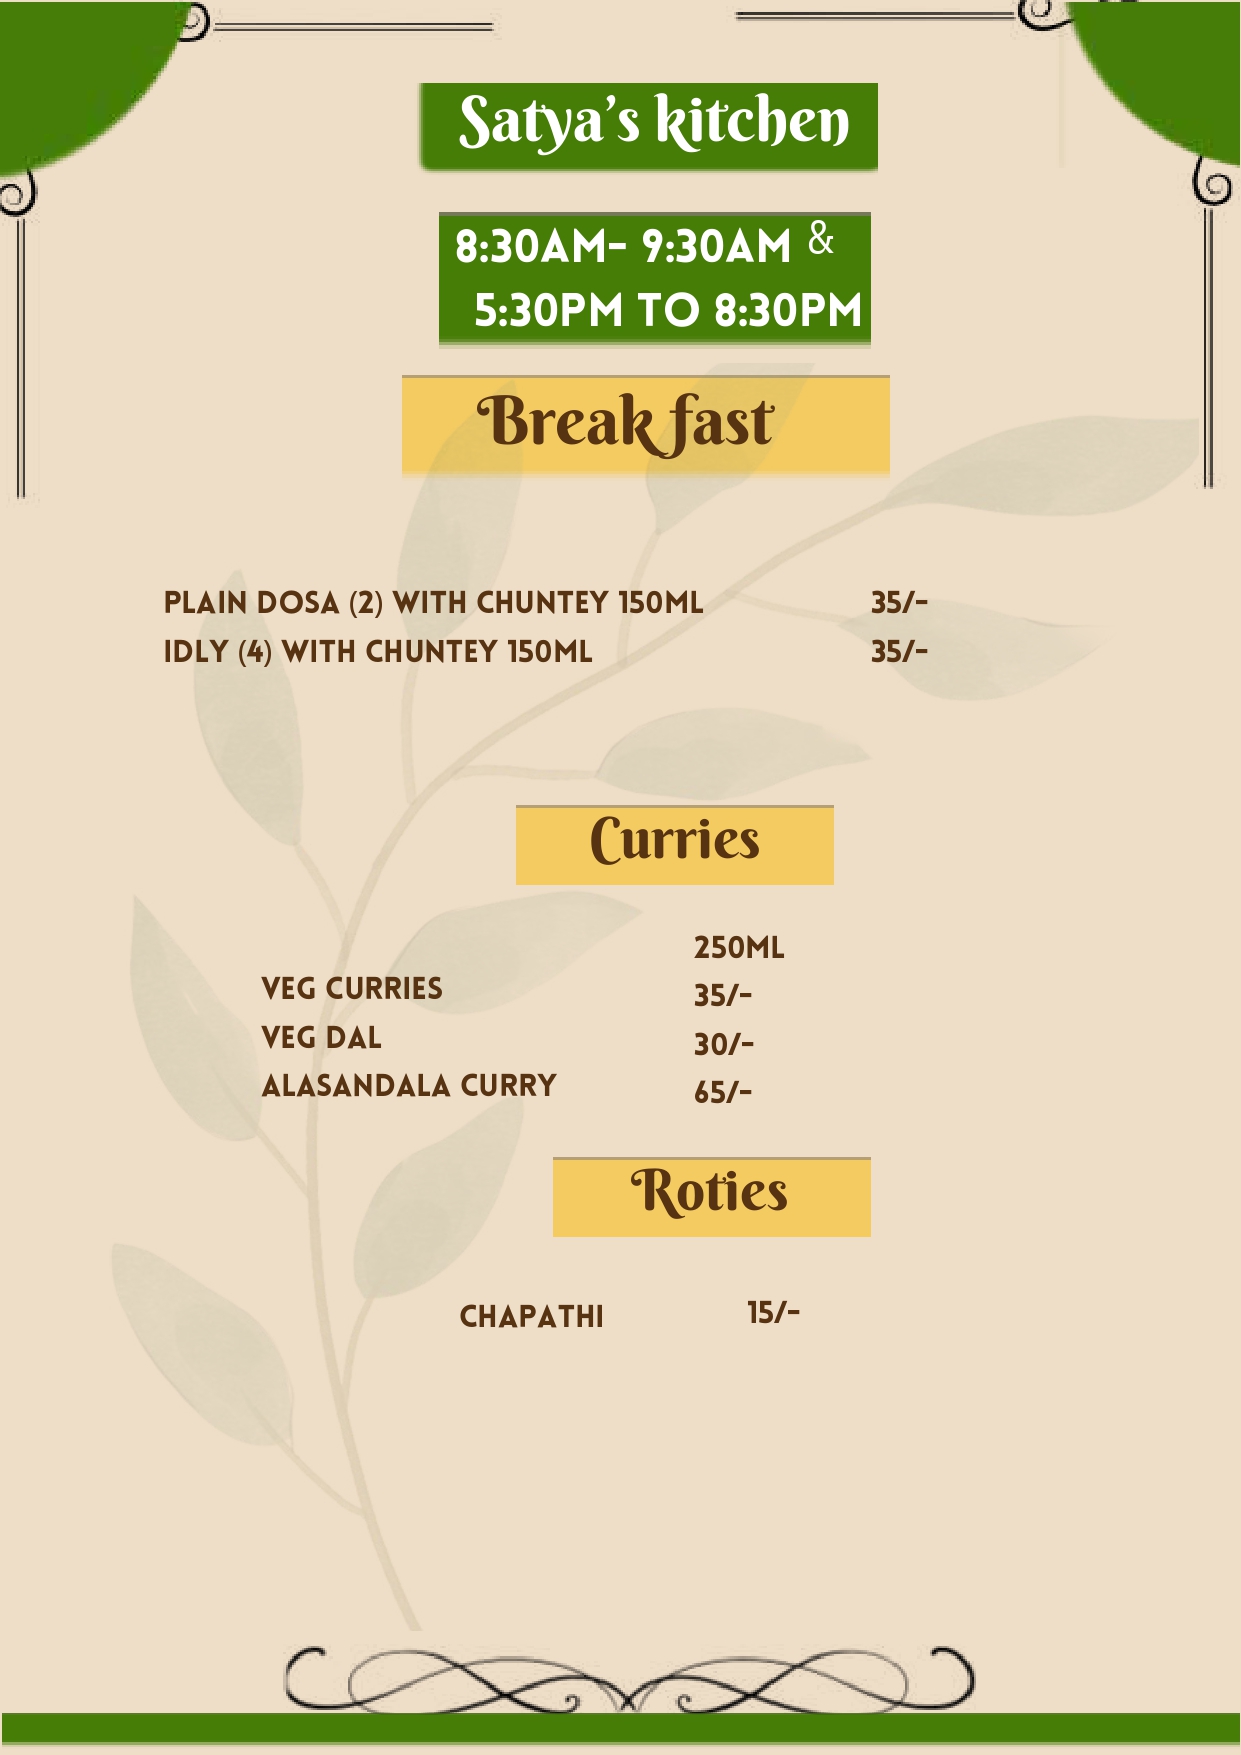 Satya's kitchen
8:30AM- 9:30AM &
5:30PM TO 8:30PM
Break fast
PLAIN DOSA (2) WITH CHUNTEY 150ML 35/-
IDLY (4) WITH CHUNTEY 150ML 35/-
Curries
250ML
VEG CURRIES 35/-
VEG DAL 30/-
ALASANDALA CURRY 65/-
Roties
CHAPATHI 15/-